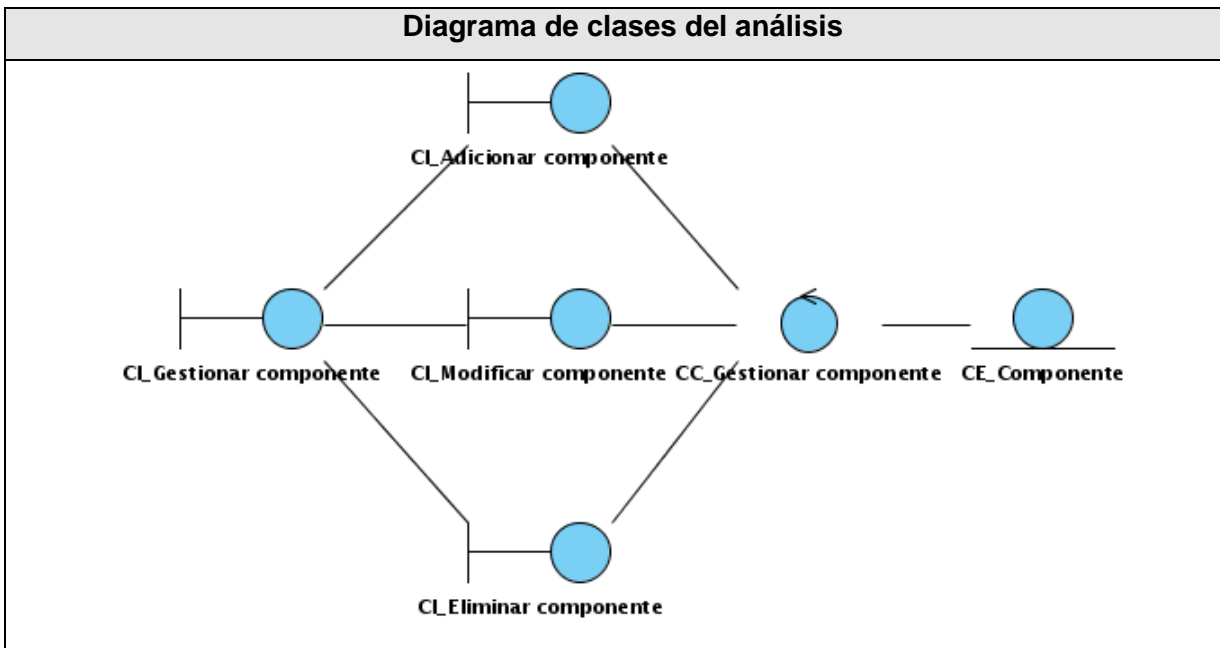 Diagrama de clases del análisis
CI_Adicionar componente
CI_Gestionar componente
CI_Modificar componente
CC_Gestionar componente
CE_Componente
CI_Eliminar componente